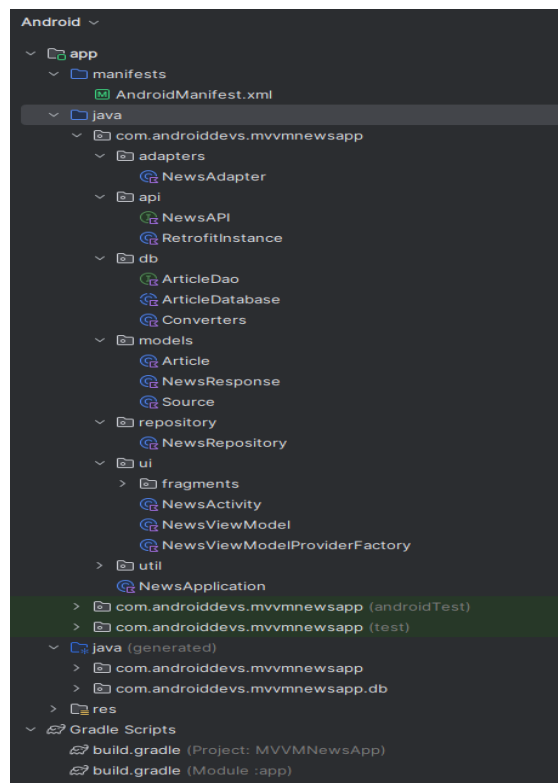 Android
app
manifests
AndroidManifest.xml
java
com.androiddevs.mvvmnewsapp
adapters
NewsAdapter
api
NewsAPI
RetrofitInstance
db
ArticleDao
ArticleDatabase
Converters
models
Article
NewsResponse
Source
repository
NewsRepository
ui
fragments
NewsActivity
NewsViewModel
NewsViewModelProviderFactory
util
NewsApplication
com.androiddevs.mvvmnewsapp (androidTest)
com.androiddevs.mvvmnewsapp (test)
java (generated)
com.androiddevs.mvvmnewsapp
com.androiddevs.mvvmnewsapp.db
res
Gradle Scripts
build.gradle (Project: MVVMNewsApp)
build.gradle (Module :app)